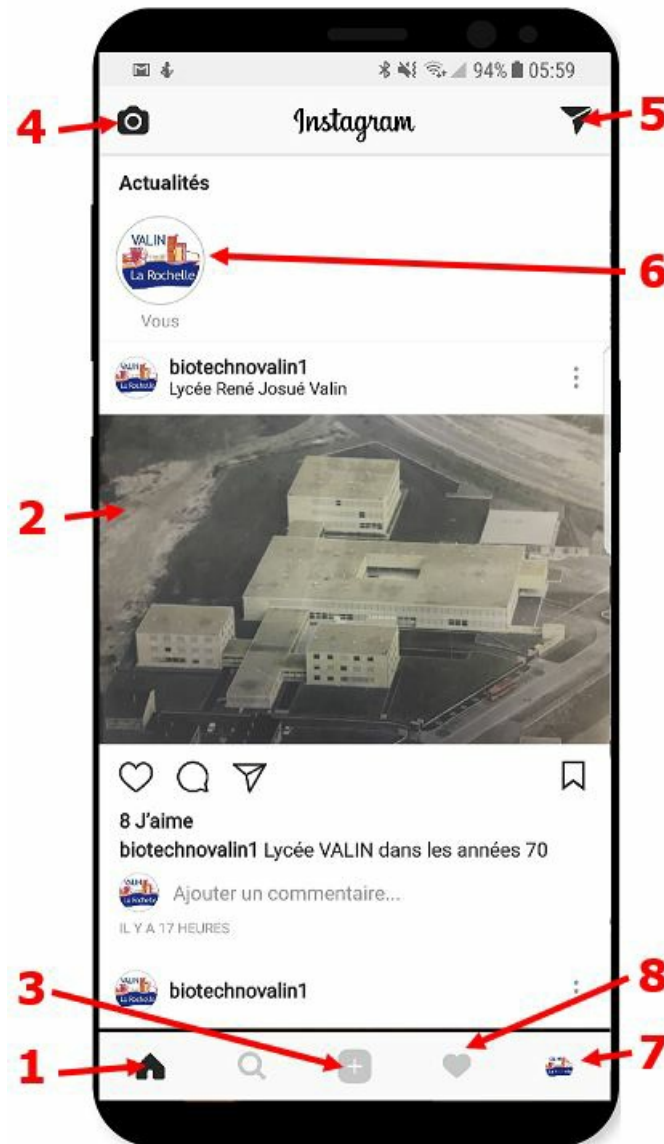 94% 05:59
4
Instagram
5
Actualités
VALIN
La Rochelle
6
Vous
biotechnovalin1
Lycée René Josué Valin
2
8 J'aime
biotechnovalin1 Lycée VALIN dans les années 70
Ajouter un commentaire...
IL Y A 17 HEURES
3
biotechnovalin1
8
1
7